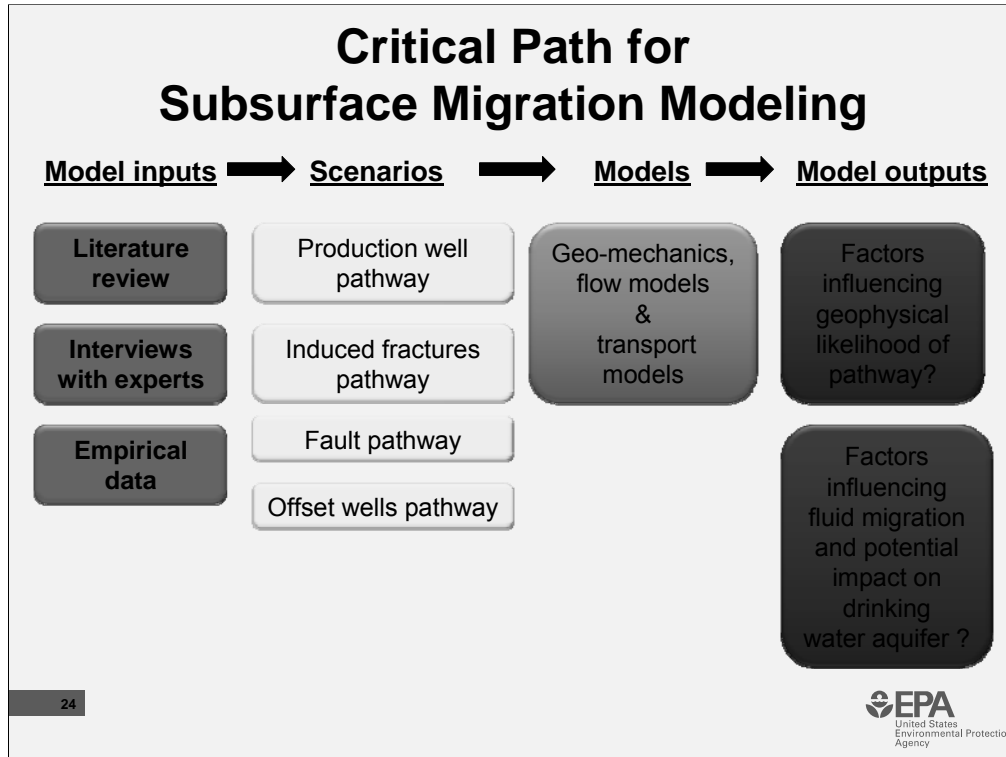 Critical Path for
Subsurface Migration Modeling
Model inputs
Scenarios
Models
Model outputs
Literature
review
Interviews
with experts
Empirical
data
Production well
pathway
Induced fractures
pathway
Fault pathway
Offset wells pathway
Geo-mechanics,
flow models
&
transport
models
Factors
influencing
geophysical
likelihood of
pathway?
Factors
influencing
fluid migration
and potential
impact on
drinking
water aquifer ?
24
EPA
United States
Environmental Protectio
Agency